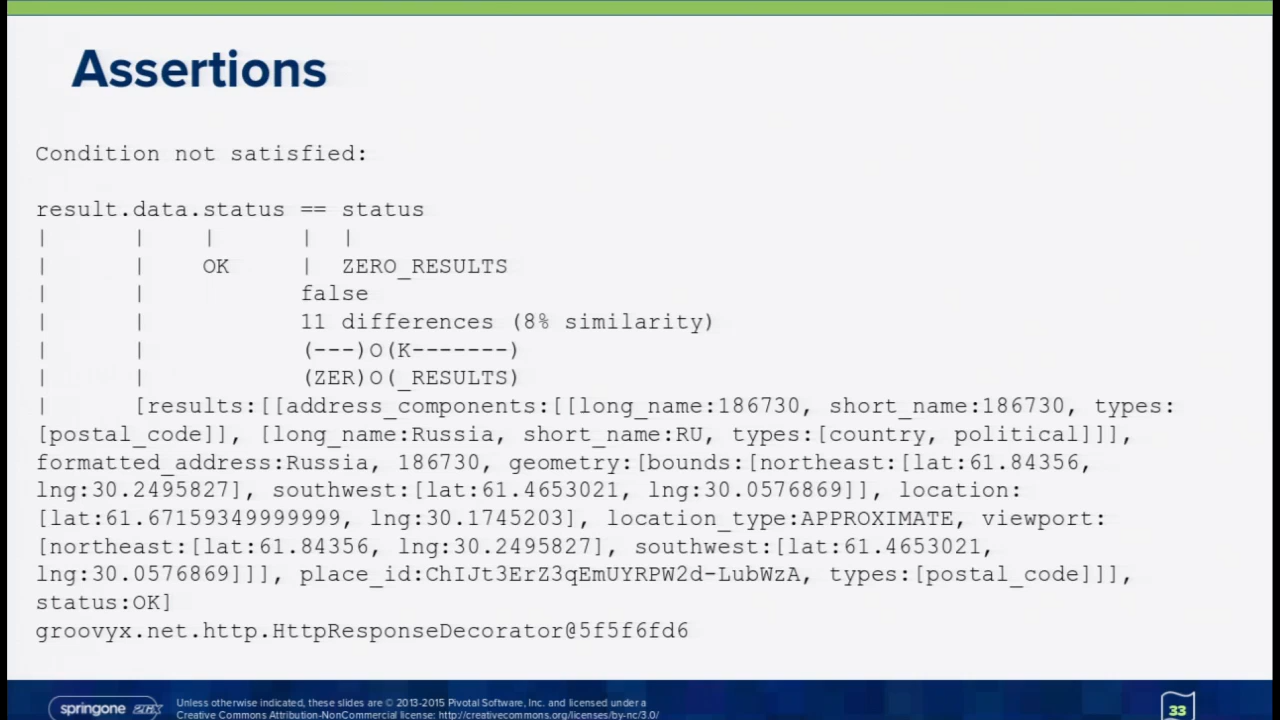 Assertions
Condition not satisfied:
result.data.status == status
|      |    |      |  |
|      |    OK     |  ZERO_RESULTS
|      |           false
|      |           11 differences (8% similarity)
|      |           (---)O(K-------)
|      |           (ZER)O(_RESULTS)
|      [results:[[address_components:[[long_name:186730, short_name:186730, types:
[postal_code]], [long_name:Russia, short_name:RU, types:[country, political]]],
formatted_address:Russia, 186730, geometry:[bounds:[northeast:[lat:61.84356,
lng:30.2495827], southwest:[lat:61.4653021, lng:30.0576869]], location:
[lat:61.67159349999999, lng:30.1745203], location_type:APPROXIMATE, viewport:
[northeast:[lat:61.84356, lng:30.2495827], southwest:[lat:61.4653021,
lng:30.0576869]]], place_id:ChIJt3ErZ3qEmUYRPW2d-LubWzA, types:[postal_code]]],
status:OK]
groovyx.net.http.HttpResponseDecorator@5f5f6fd6
springone 2GX
Unless otherwise indicated, these slides are © 2013-2015 Pivotal Software, Inc. and licensed under a
Creative Commons Attribution-NonCommercial license: http://creativecommons.org/licenses/by-nc/3.0/
33